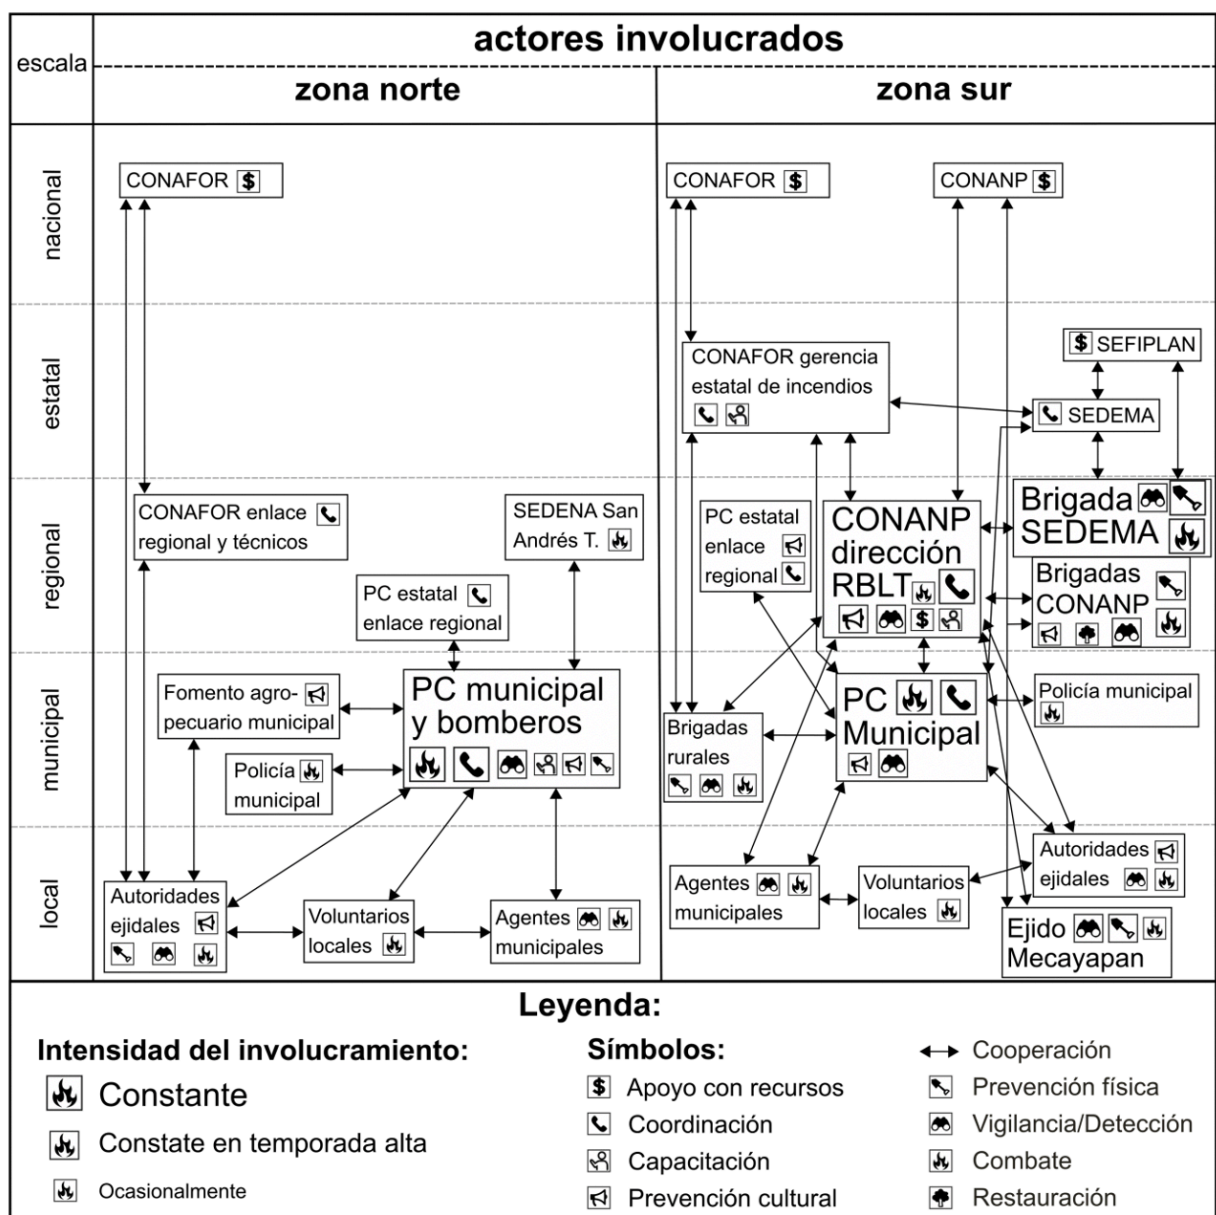 actores involucrados
escala
zona norte
zona sur
nacional
CONAFOR $
CONAFOR $
CONANP $
estatal
CONAFOR gerencia
estatal de incendios
$ SEFIPLAN
SEDEMA
regional
CONAFOR enlace
regional y técnicos
SEDENA San
Andrés T.
PC estatal
enlace regional
PC estatal
enlace
regional
CONANP
dirección
RBLT
$
Brigada
SEDEMA
Brigadas
CONANP
municipal
Fomento agro-
pecuario municipal
PC municipal
y bomberos
Policía
municipal
Brigadas
rurales
PC
Municipal
Policía municipal
local
Autoridades
ejidales
Voluntarios
locales
Agentes
municipales
Agentes
municipales
Voluntarios
locales
Autoridades
ejidales
Ejido
Mecayapan
Leyenda:
Intensidad del involucramiento:
Constante
Constate en temporada alta
Ocasionalmente
Símbolos:
$ Apoyo con recursos
Coordinación
Capacitación
Prevención cultural
Cooperación
Prevención física
Vigilancia/Detección
Combate
Restauración